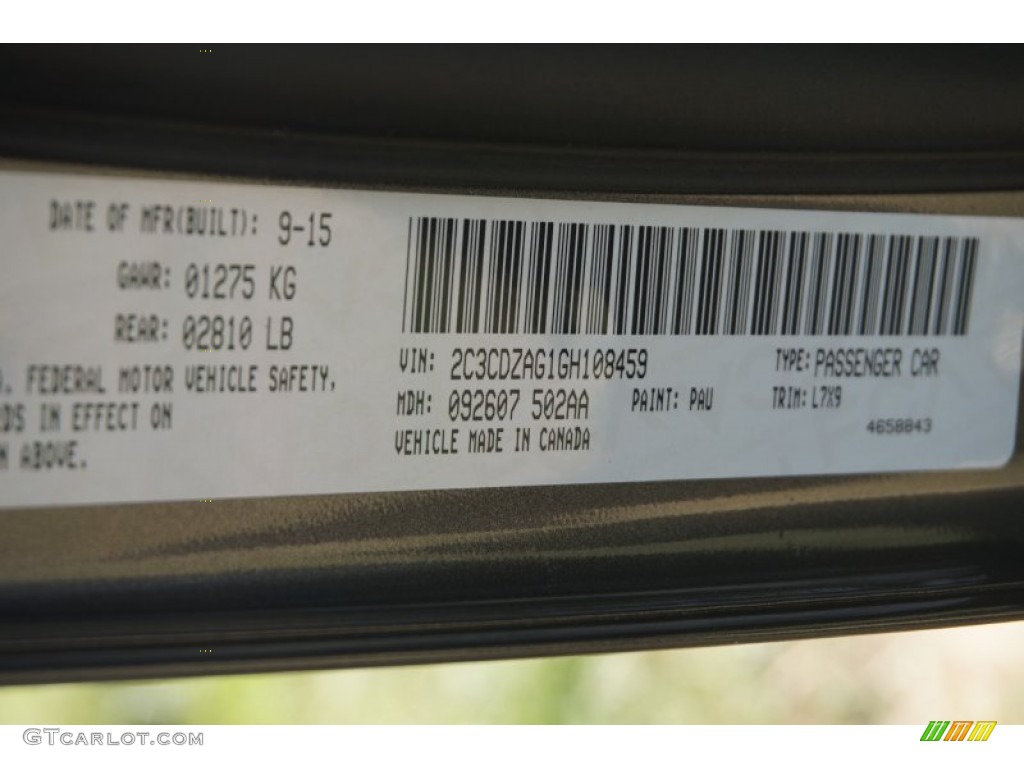 DATE OF MFR(BUILT): 9-15
GAWR: 01275 KG
REAR: 02810 LB
FEDERAL MOTOR VEHICLE SAFETY,
IN EFFECT ON
ABOVE.
VIN: 2C3CDZAG1GH108459 TYPE: PASSENGER CAR
MDH: 092607 502AA PAINT: PAU TRIM: L7X9
VEHICLE MADE IN CANADA 4658843
GTCARLOT.COM